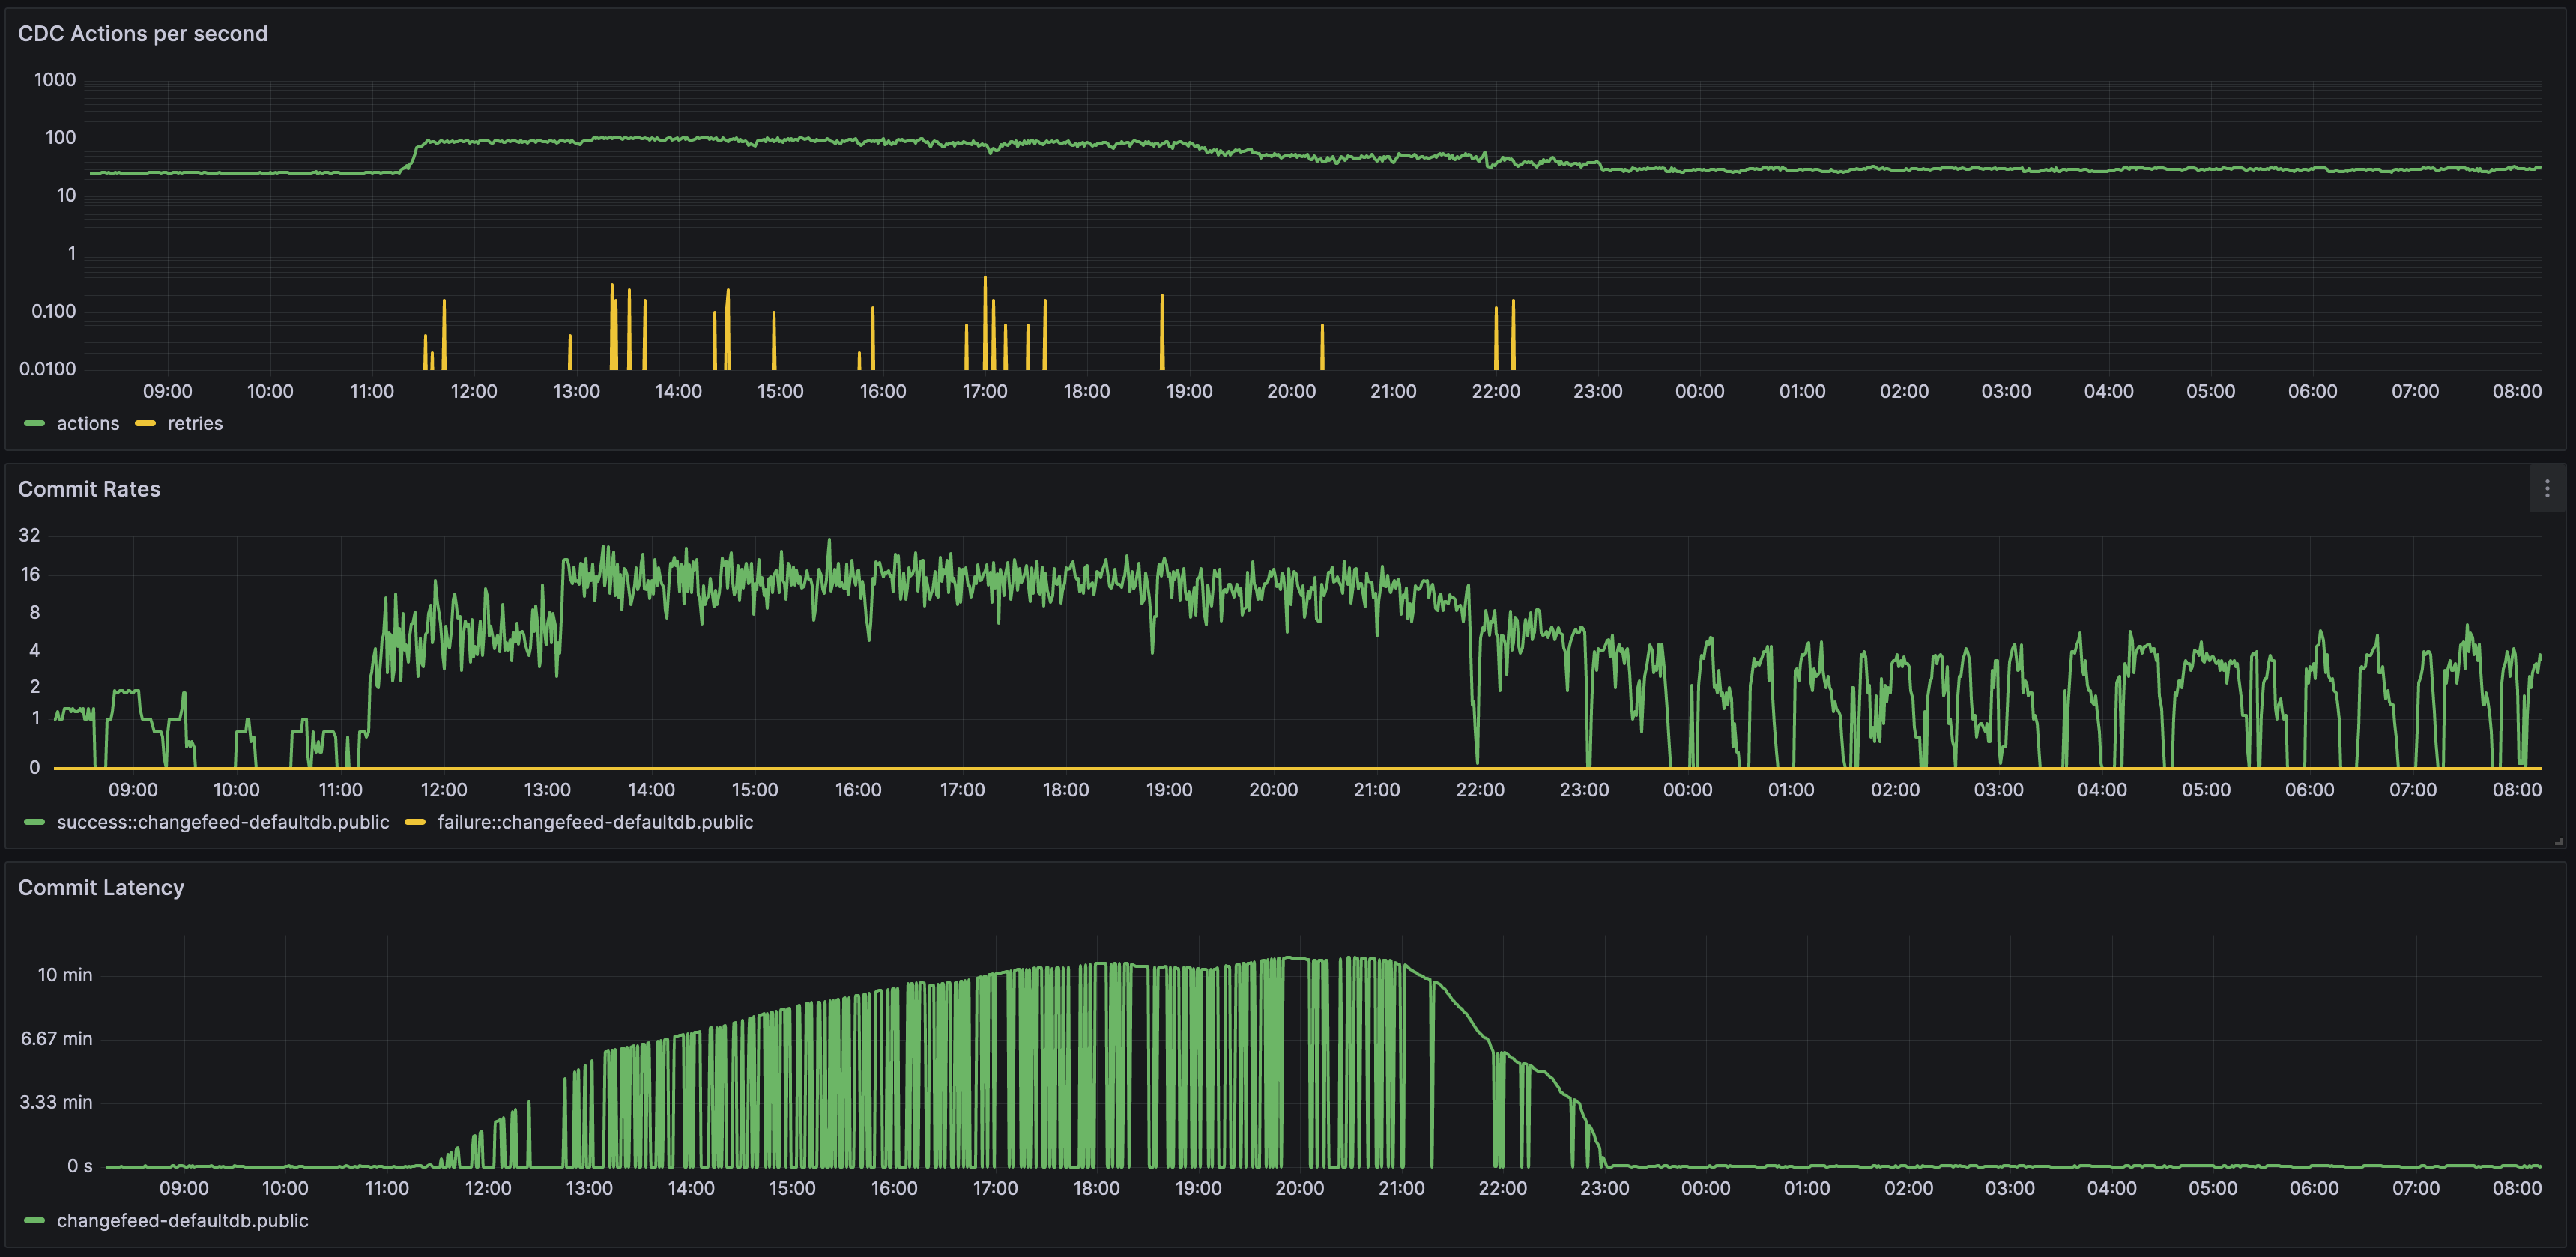 CDC Actions per second
1000
100
10
1
0.100
0.0100
09:00 10:00 11:00 12:00 13:00 14:00 15:00 16:00 17:00 18:00 19:00 20:00 21:00 22:00 23:00 00:00 01:00 02:00 03:00 04:00 05:00 06:00 07:00 08:00
actions retries
Commit Rates
32
16
8
4
2
1
0
09:00 10:00 11:00 12:00 13:00 14:00 15:00 16:00 17:00 18:00 19:00 20:00 21:00 22:00 23:00 00:00 01:00 02:00 03:00 04:00 05:00 06:00 07:00 08:00
success::changefeed-defaultdb.public failure::changefeed-defaultdb.public
Commit Latency
10 min
6.67 min
3.33 min
0 s
09:00 10:00 11:00 12:00 13:00 14:00 15:00 16:00 17:00 18:00 19:00 20:00 21:00 22:00 23:00 00:00 01:00 02:00 03:00 04:00 05:00 06:00 07:00 08:00
changefeed-defaultdb.public